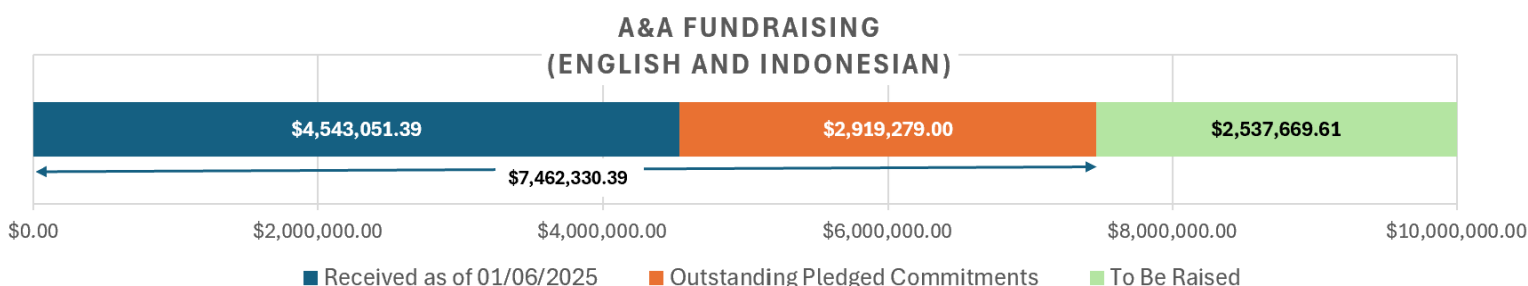 A&A FUNDRAISING
(ENGLISH AND INDONESIAN)
$4,543,051.39 $2,919,279.00 $2,537,669.61
$7,462,330.39
$0.00 $2,000,000.00 $4,000,000.00 $6,000,000.00 $8,000,000.00 $10,000,000.00
Received as of 01/06/2025 Outstanding Pledged Commitments To Be Raised